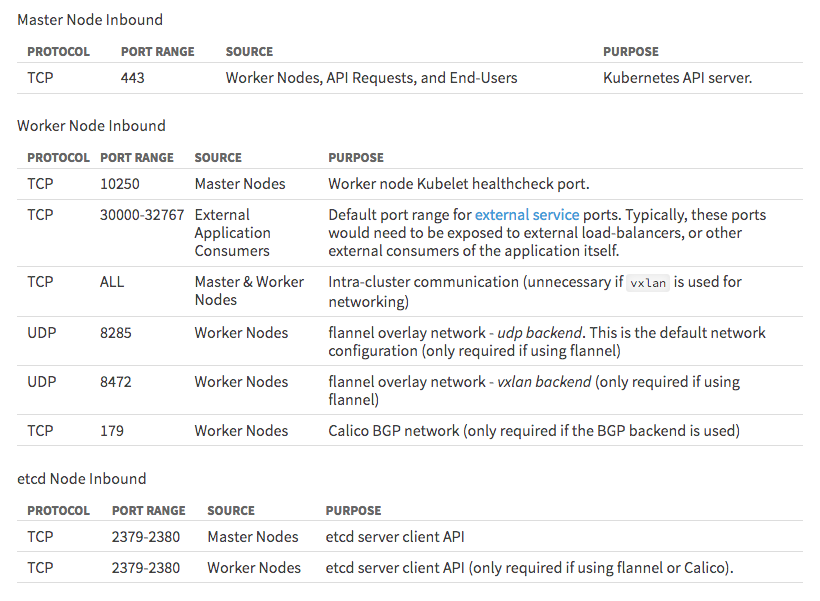 Master Node Inbound
PROTOCOL PORT RANGE SOURCE PURPOSE
TCP 443 Worker Nodes, API Requests, and End-Users Kubernetes API server.
Worker Node Inbound
PROTOCOL PORT RANGE SOURCE PURPOSE
TCP 10250 Master Nodes Worker node Kubelet healthcheck port.
TCP 30000-32767 External Default port range for external service ports. Typically, these ports
Application would need to be exposed to external load-balancers, or other
Consumers external consumers of the application itself.
TCP ALL Master & Worker Intra-cluster communication (unnecessary if vxlan is used for
Nodes networking)
UDP 8285 Worker Nodes flannel overlay network - udp backend. This is the default network
configuration (only required if using flannel)
UDP 8472 Worker Nodes flannel overlay network - vxlan backend (only required if using
flannel)
TCP 179 Worker Nodes Calico BGP network (only required if the BGP backend is used)
etcd Node Inbound
PROTOCOL PORT RANGE SOURCE PURPOSE
TCP 2379-2380 Master Nodes etcd server client API
TCP 2379-2380 Worker Nodes etcd server client API (only required if using flannel or Calico).